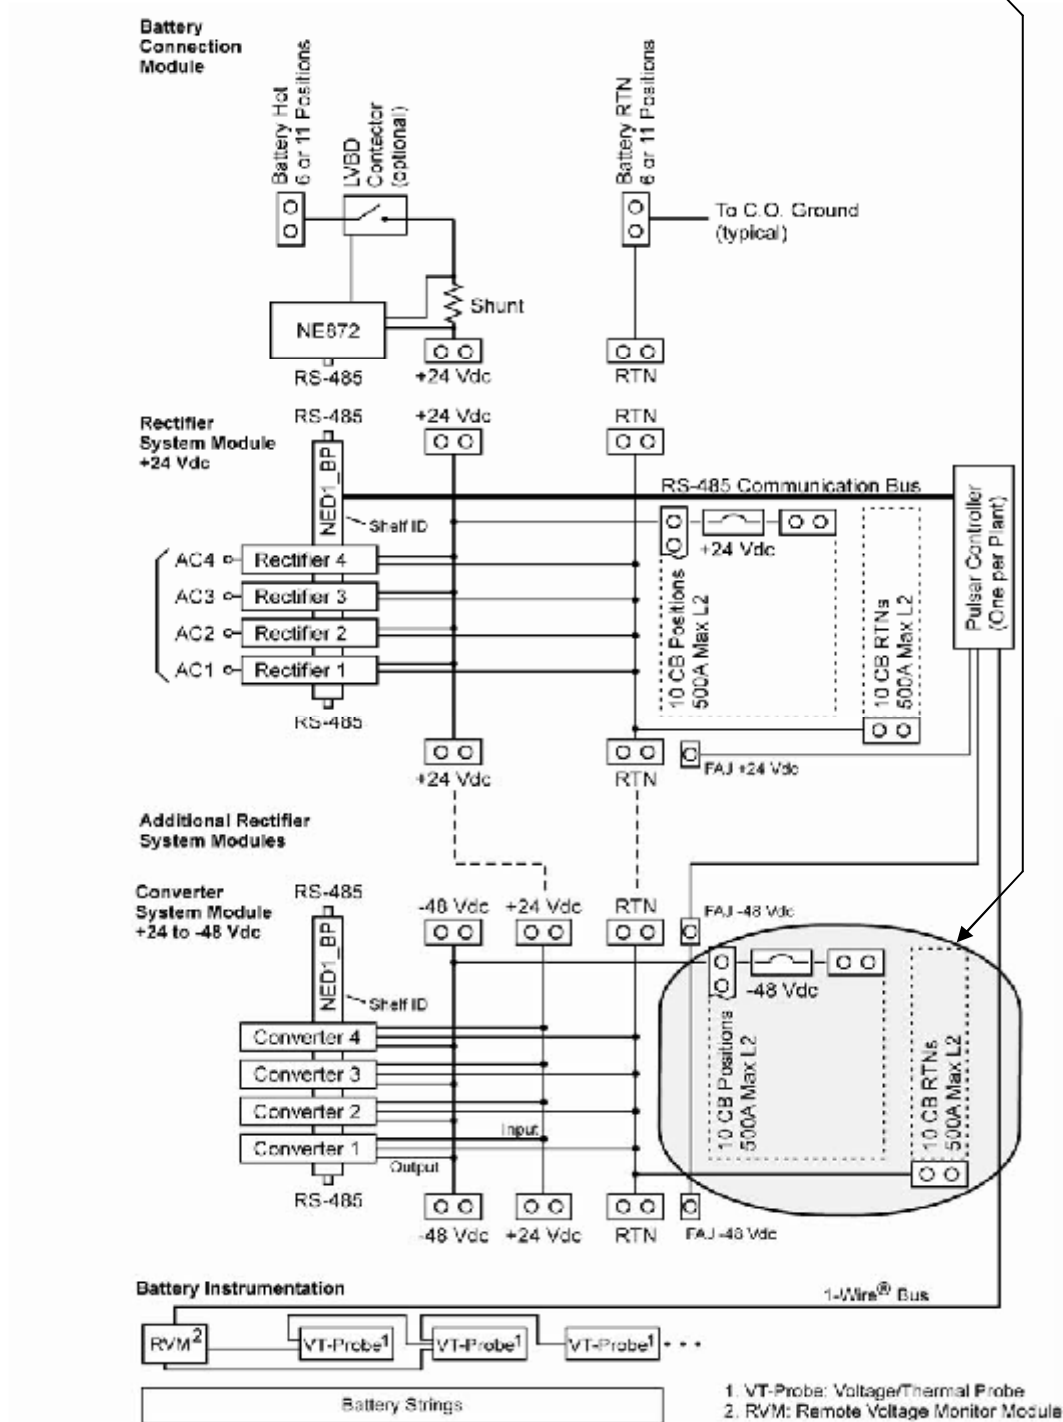 Battery
Connection
Module
Battery Hot
6 or 11 Positions
LVBD
Contactor
(optional)
Battery RTN
6 or 11 Positions
To C.O. Ground
(typical)
Shunt
NE872
RS-485
+24 Vdc
RTN
Rectifier
System Module
+24 Vdc
RS-485
+24 Vdc
RTN
NED1_BP
Shelf ID
RS-485 Communication Bus
Pulsar Controller
(One per Plant)
+24 Vdc
10 CB Positions
500A Max L2
10 CB RTNs
500A Max L2
AC4
Rectifier 4
AC3
Rectifier 3
AC2
Rectifier 2
AC1
Rectifier 1
RS-485
+24 Vdc
RTN
FAJ +24 Vdc
Additional Rectifier
System Modules
Converter
System Module
+24 to -48 Vdc
RS-485
-48 Vdc
+24 Vdc
RTN
FAJ -48 Vdc
NED1_BP
Shelf ID
-48 Vdc
10 CB Positions
500A Max L2
10 CB RTNs
500A Max L2
Converter 4
Converter 3
Converter 2
Converter 1
Input
Output
RS-485
-48 Vdc
+24 Vdc
RTN
FAJ -48 Vdc
Battery Instrumentation
1-Wire® Bus
RVM2
VT-Probe1
VT-Probe1
VT-Probe1
Battery Strings
1. VT-Probe: Voltage/Thermal Probe
2. RVM: Remote Voltage Monitor Module